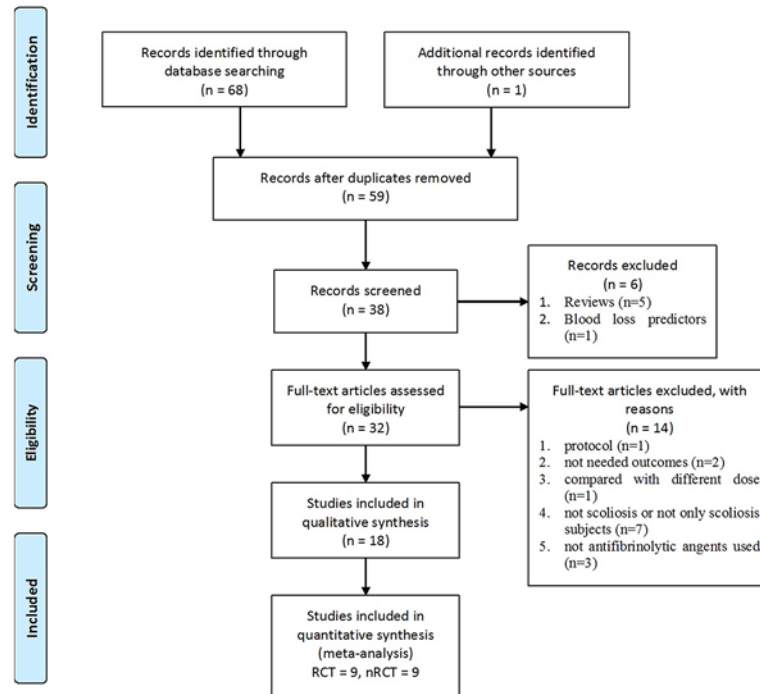 Identification
Records identified through
database searching
(n = 68)
Additional records identified
through other sources
(n = 1)
Records after duplicates removed
(n = 59)
Screening
Records screened
(n = 38)
Records excluded
(n = 6)
1. Reviews (n=5)
2. Blood loss predictors
(n=1)
Eligibility
Full-text articles assessed
for eligibility
(n = 32)
Full-text articles excluded, with
reasons
(n = 14)
1. protocol (n=1)
2. not needed outcomes (n=2)
3. compared with different dose
(n=1)
4. not scoliosis or not only scoliosis
subjects (n=7)
5. not antifibrinolytic angents used
(n=3)
Studies included in
qualitative synthesis
(n = 18)
Included
Studies included in
quantitative synthesis
(meta-analysis)
RCT = 9, nRCT = 9